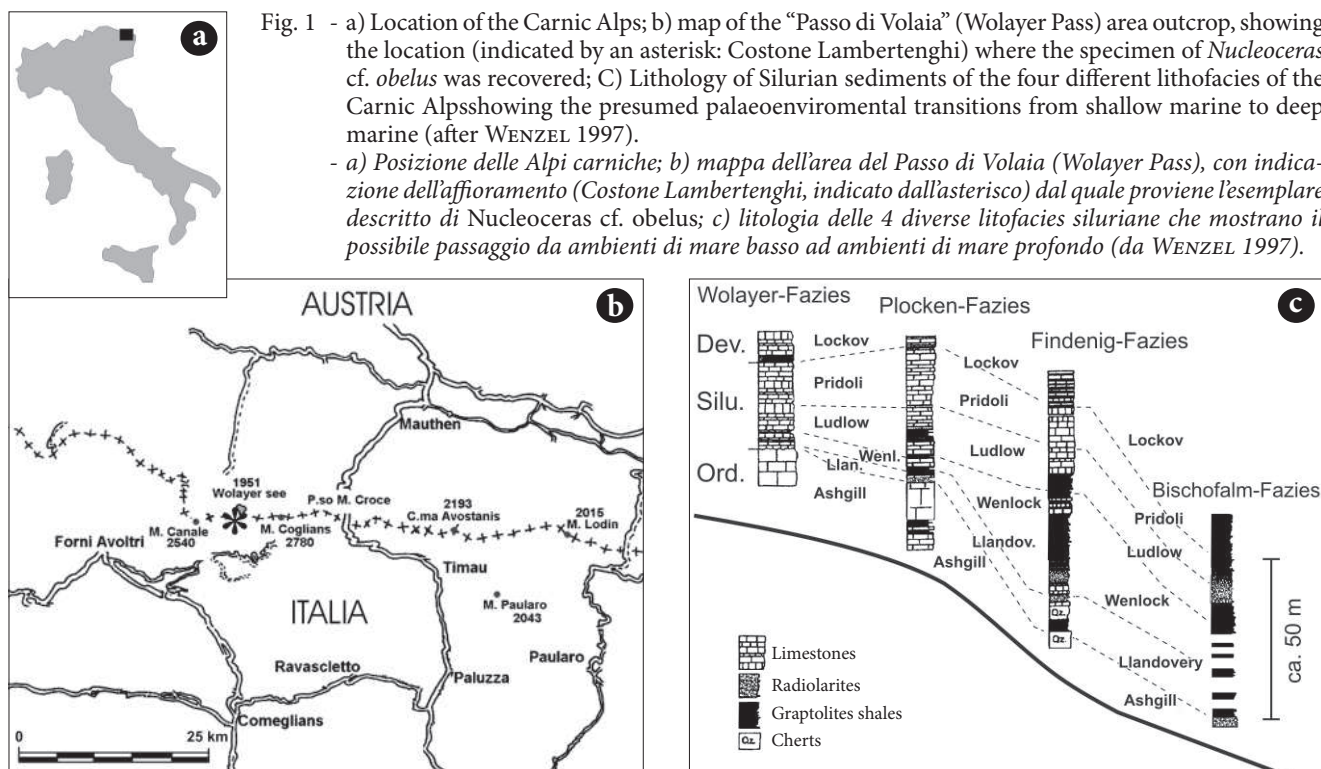 a
Fig. 1 - a) Location of the Carnic Alps; b) map of the “Passo di Volaia” (Wolayer Pass) area outcrop, showing
the location (indicated by an asterisk: Costone Lambertenghi) where the specimen of Nucleoceras
cf. obelus was recovered; C) Lithology of Silurian sediments of the four different lithofacies of the
Carnic Alpsshowing the presumed palaeoenviromental transitions from shallow marine to deep
marine (after WENZEL 1997).
- a) Posizione delle Alpi carniche; b) mappa dell’area del Passo di Volaia (Wolayer Pass), con indica-
zione dell’affioramento (Costone Lambertenghi, indicato dall’asterisco) dal quale proviene l’esemplare
descritto di Nucleoceras cf. obelus; c) litologia delle 4 diverse litofacies siluriane che mostrano il
possibile passaggio da ambienti di mare basso ad ambienti di mare profondo (da WENZEL 1997).
b
AUSTRIA
Mauthen
1951
Wolayer see
P.so M. Croce
2193
C.ma Avostanis
2015
M. Lodin
M. Canale
2540
M. Coglians
2780
Forni Avoltri
Timau
ITALIA
M. Paularo
2043
Ravascletto
Paularo
Paluzza
Comeglians
0 25 km
c
Wolayer-Fazies
Plocken-Fazies
Findenig-Fazies
Bischofalm-Fazies
Dev.
Silu.
Ord.
Lockov
Pridoli
Ludlow
Wenl.
Llan.
Ashgill
Lockov
Pridoli
Ludlow
Wenlock
Llandov.
Ashgill
Lockov
Pridoli
Ludlow
Wenlock
Llandovery
Ashgill
Qz.
Qz.
ca. 50 m
Limestones
Radiolarites
Graptolites shales
Qz. Cherts